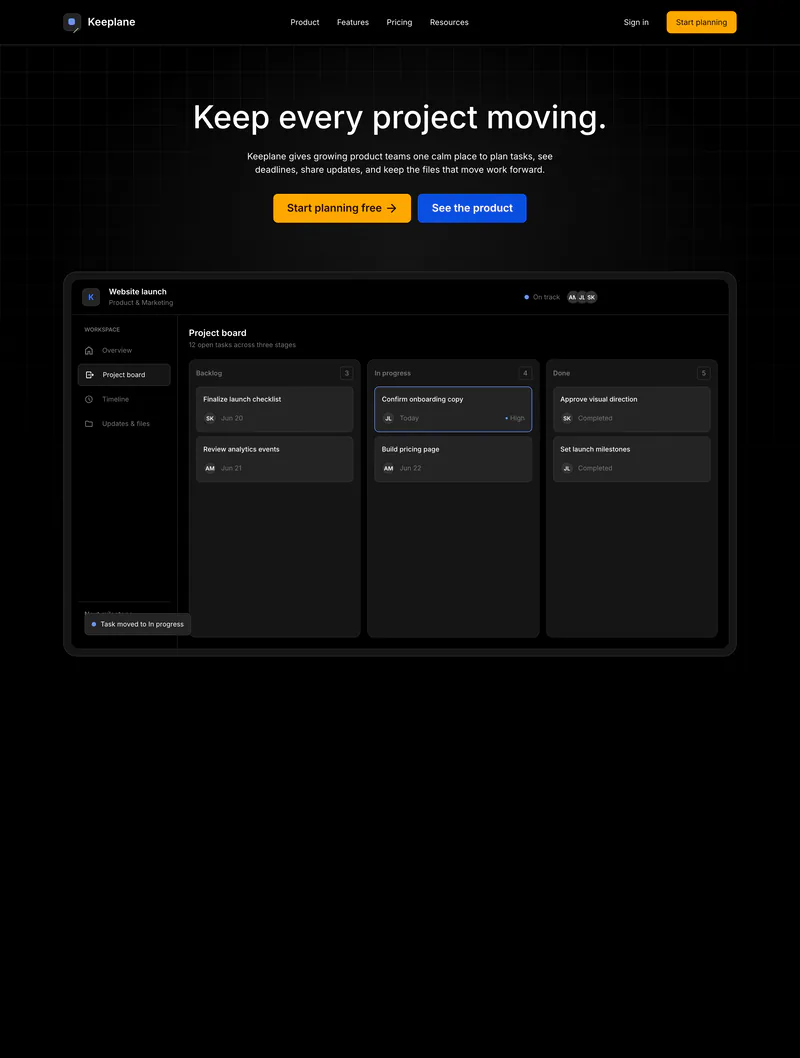 Keeplane
Product
Features
Pricing
Resources
Sign in
Start planning
Keep every project moving.
Keeplane gives growing product teams one calm place to plan tasks, see
deadlines, share updates, and keep the files that move work forward.
Start planning free →
See the product
K
Website launch
Product & Marketing
On track
AM
JL
SK
WORKSPACE
Overview
Project board
Timeline
Updates & files
Task moved to In progress
Project board
12 open tasks across three stages
Backlog
3
Finalize launch checklist
SK
Jun 20
Review analytics events
AM
Jun 21
In progress
4
Confirm onboarding copy
JL
Today
High
Build pricing page
AM
Jun 22
Done
5
Approve visual direction
SK
Completed
Set launch milestones
JL
Completed